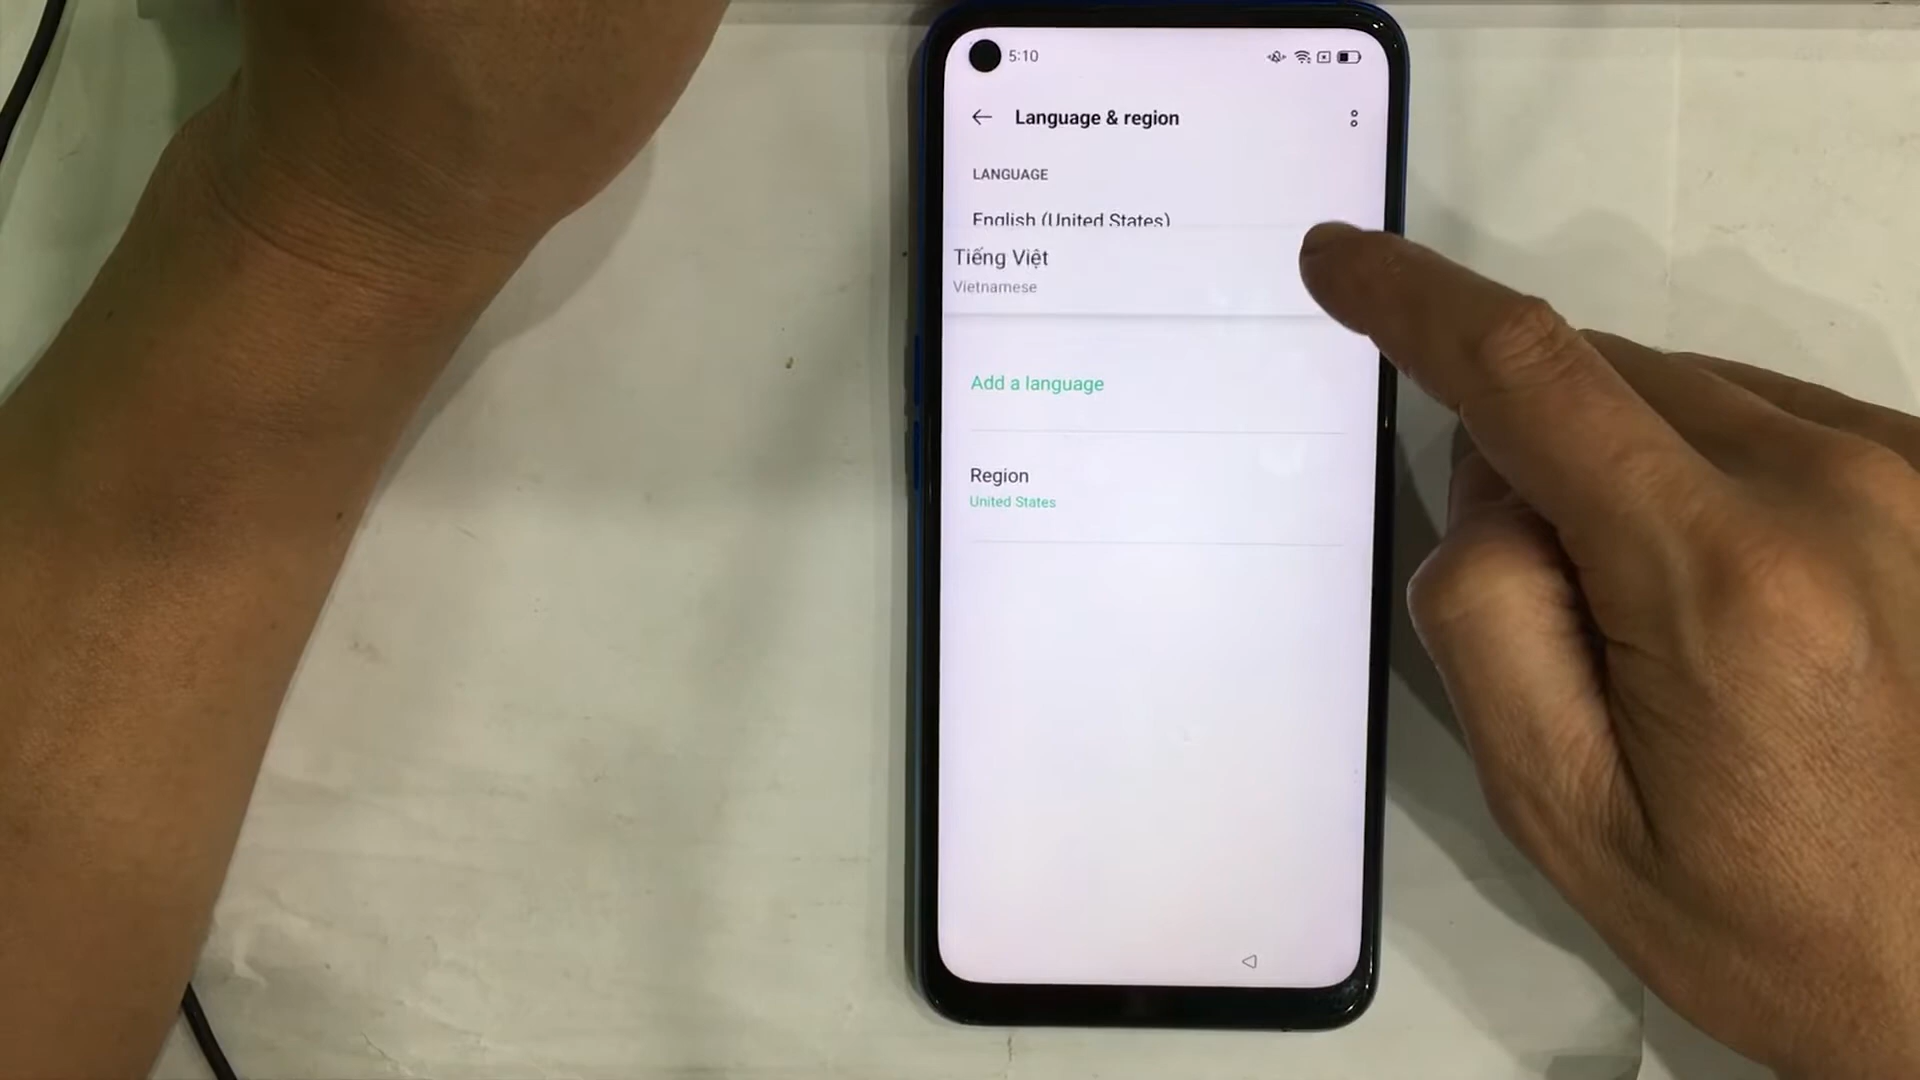 5:10
Language & region
LANGUAGE
English (United States)
Tiếng Việt
Vietnamese
Add a language
Region
United States